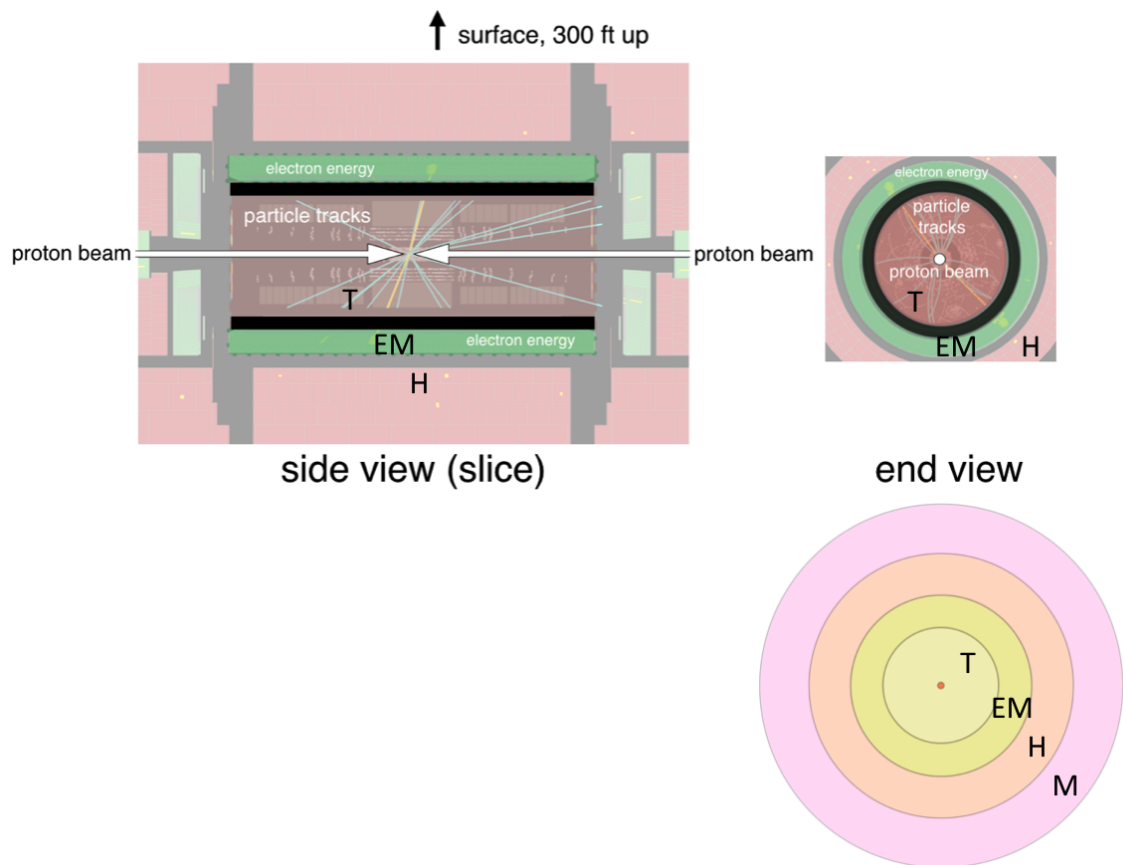 surface, 300 ft up
electron energy
particle tracks
proton beam
proton beam
T
EM
electron energy
H
side view (slice)
electron energy
particle
tracks
proton beam
T
EM
H
end view
T
EM
H
M